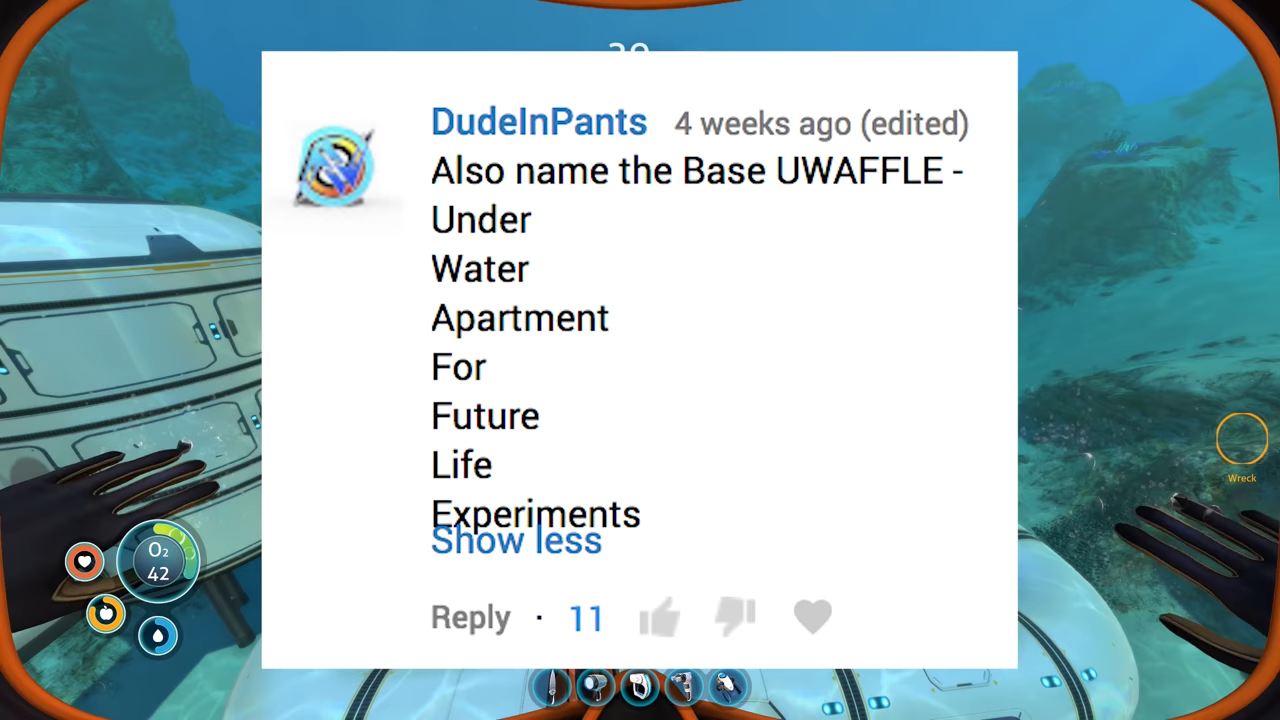 DudeInPants 4 weeks ago (edited)
Also name the Base UWAFFLE -
Under
Water
Apartment
For
Future
Life
Experiments
Show less
Reply · 11
Wreck
O₂
42